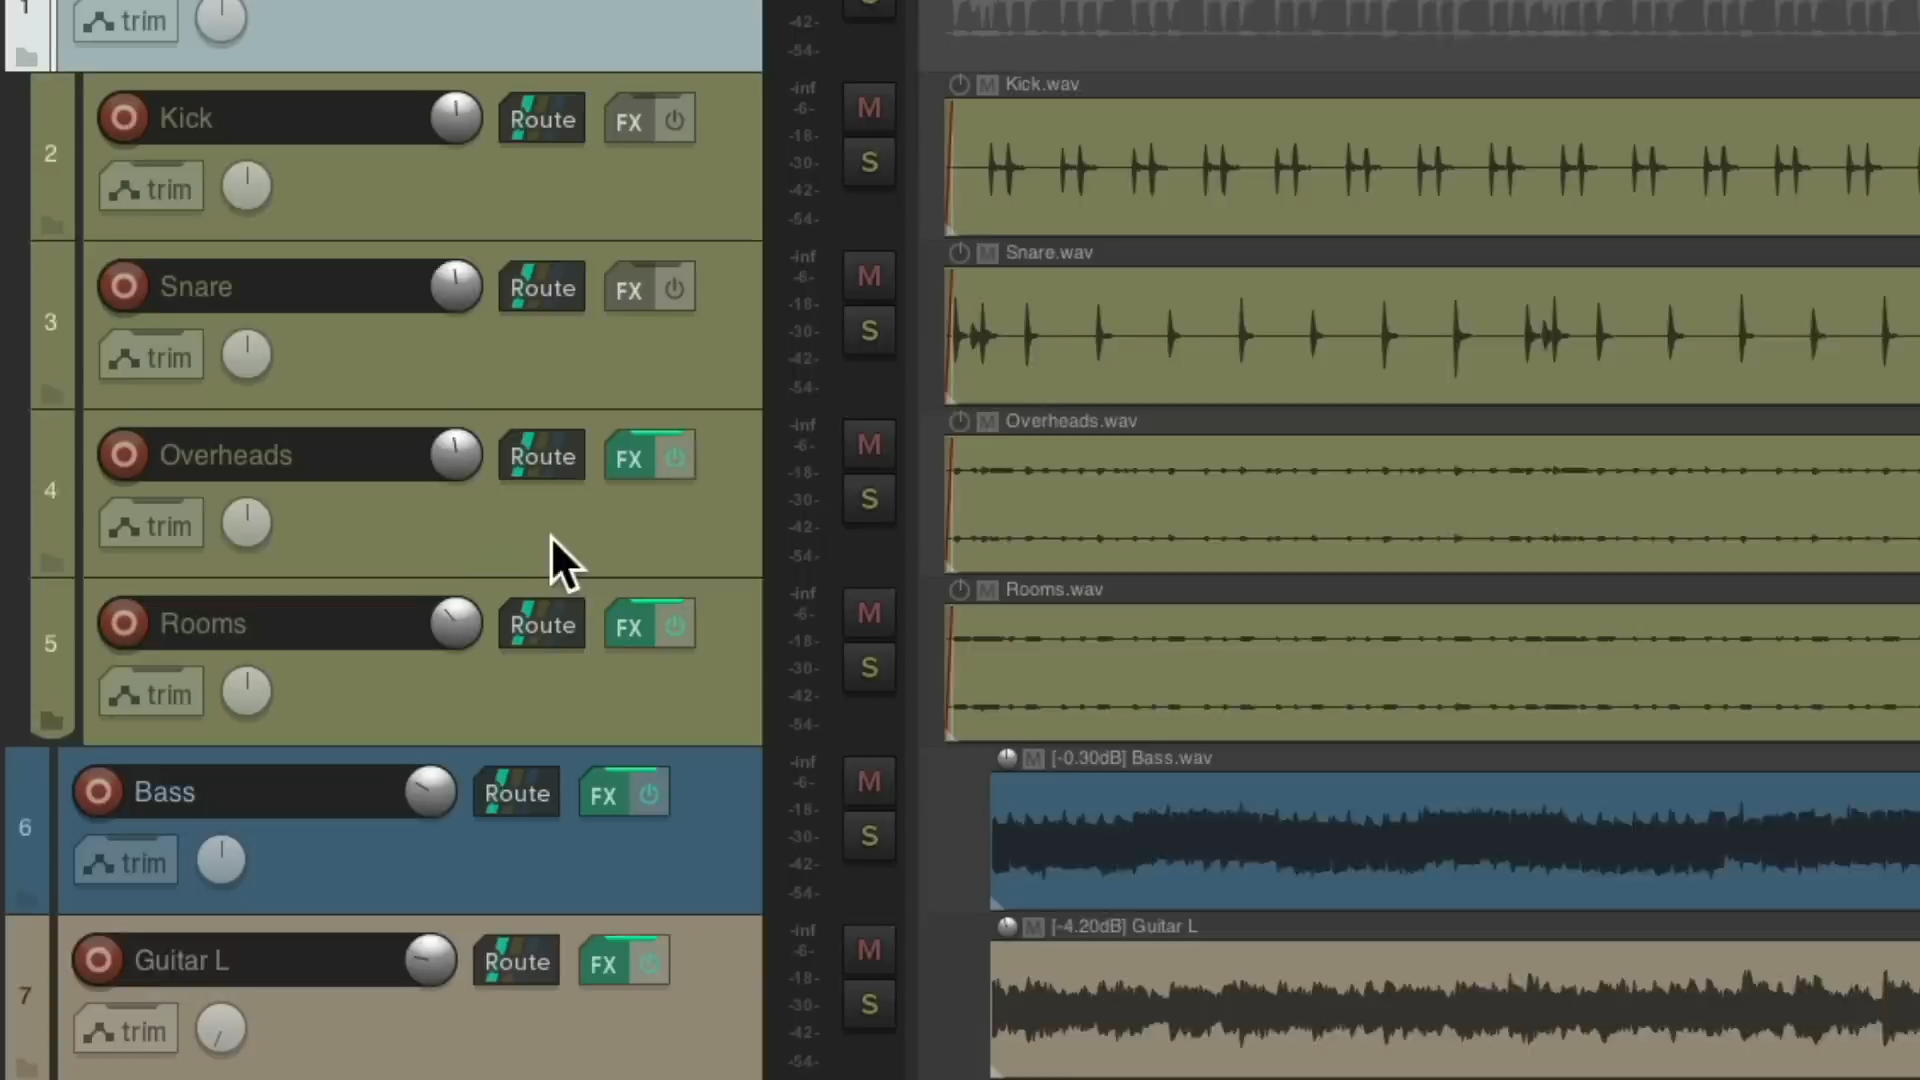 1
trim
-42-
-54-
2
Kick
Route
FX
trim
-inf
-6-
-18-
-30-
-42-
-54-
M
S
M Kick.wav
3
Snare
Route
FX
trim
-inf
-6-
-18-
-30-
-42-
-54-
M
S
M Snare.wav
4
Overheads
Route
FX
trim
-inf
-6-
-18-
-30-
-42-
-54-
M
S
M Overheads.wav
5
Rooms
Route
FX
trim
-inf
-6-
-18-
-30-
-42-
-54-
M
S
M Rooms.wav
6
Bass
Route
FX
trim
-inf
-6-
-18-
-30-
-42-
-54-
M
S
M [-0.30dB] Bass.wav
7
Guitar L
Route
FX
trim
-inf
-6-
-18-
-30-
-42-
-54-
M
S
M [-4.20dB] Guitar L